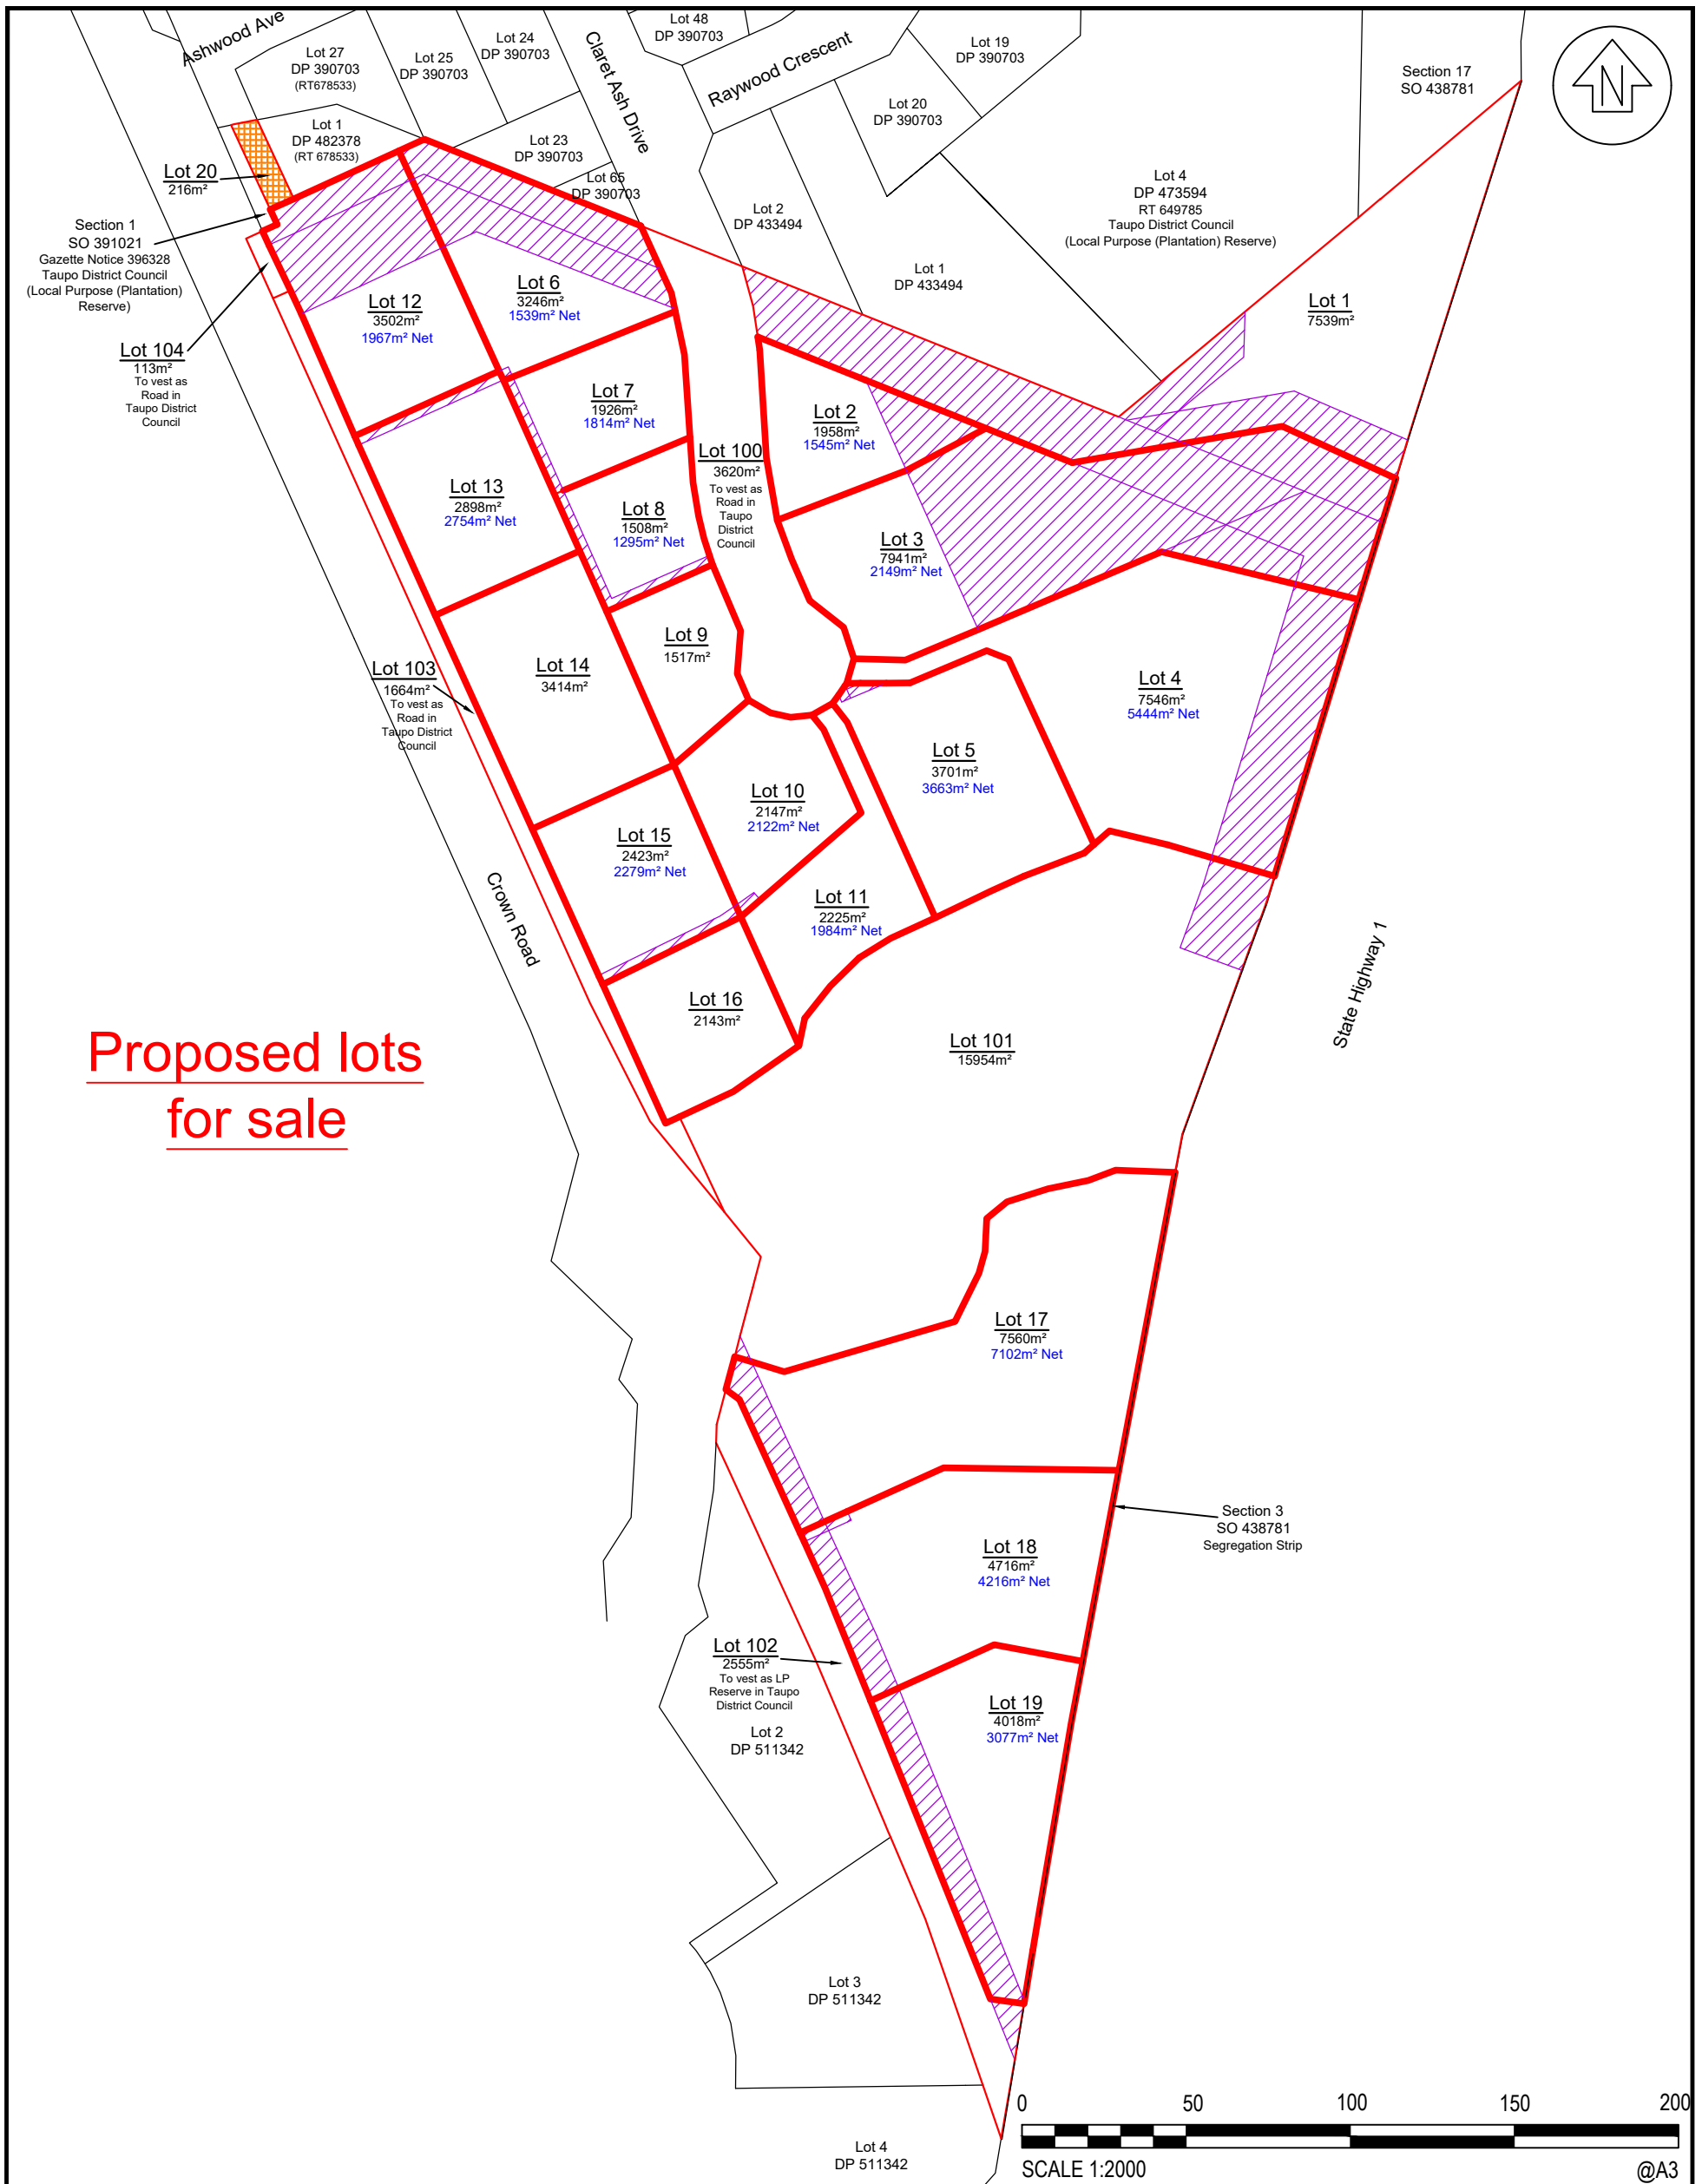 Ashwood Ave
Lot 27
DP 390703
(RT678533)
Lot 25
DP 390703
Lot 24
DP 390703
Claret Ash Drive
Lot 48
DP 390703
Raywood Crescent
Lot 19
DP 390703
Lot 20
DP 390703
Section 17
SO 438781
N
Lot 1
DP 482378
(RT 678533)
Lot 23
DP 390703
Lot 65
DP 390703
Lot 20
216m²
Section 1
SO 391021
Gazette Notice 396328
Taupo District Council
(Local Purpose (Plantation)
Reserve)
Lot 2
DP 433494
Lot 1
DP 433494
Lot 4
DP 473594
RT 649785
Taupo District Council
(Local Purpose (Plantation) Reserve)
Lot 1
7539m²
Lot 104
113m²
To vest as
Road in
Taupo District
Council
Lot 12
3502m²
1967m² Net
Lot 6
3246m²
1539m² Net
Lot 7
1926m²
1814m² Net
Lot 2
1958m²
1545m² Net
Lot 100
3620m²
To vest as
Road in
Taupo
District
Council
Lot 13
2898m²
2754m² Net
Lot 8
1508m²
1295m² Net
Lot 3
7941m²
2149m² Net
Lot 9
1517m²
Lot 14
3414m²
Lot 103
1664m²
To vest as
Road in
Taupo District
Council
Lot 4
7546m²
5444m² Net
Lot 5
3701m²
3663m² Net
Lot 10
2147m²
2122m² Net
Lot 15
2423m²
2279m² Net
Lot 11
2225m²
1984m² Net
Crown Road
State Highway 1
Lot 16
2143m²
Lot 101
15954m²
Proposed lots
for sale
Lot 17
7560m²
7102m² Net
Section 3
SO 438781
Segregation Strip
Lot 18
4716m²
4216m² Net
Lot 102
2555m²
To vest as LP
Reserve in Taupo
District Council
Lot 2
DP 511342
Lot 19
4018m²
3077m² Net
Lot 3
DP 511342
Lot 4
DP 511342
0 50 100 150 200
SCALE 1:2000 @A3